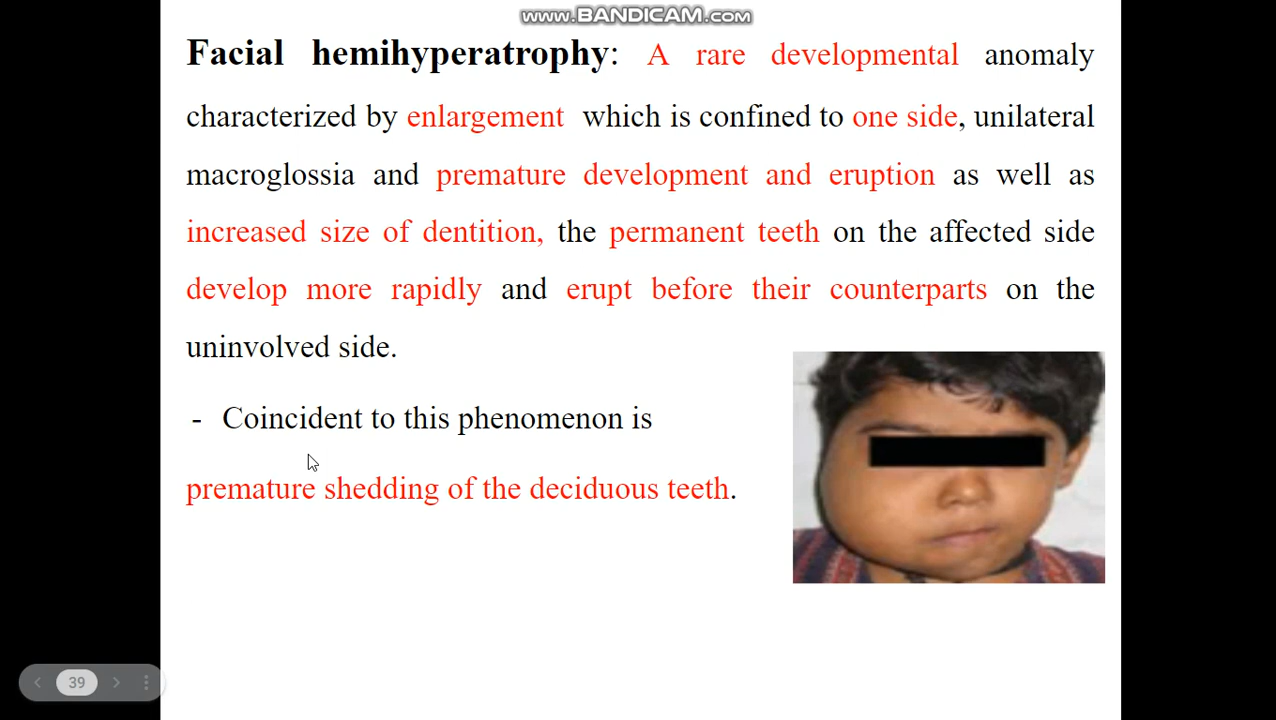 WWW.BANDICAM.COM
Facial hemihyperatrophy: A rare developmental anomaly
characterized by enlargement which is confined to one side, unilateral
macroglossia and premature development and eruption as well as
increased size of dentition, the permanent teeth on the affected side
develop more rapidly and erupt before their counterparts on the
uninvolved side.
- Coincident to this phenomenon is
premature shedding of the deciduous teeth.
39